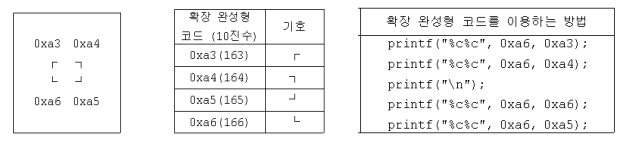 0xa3 0xa4
┌ ┐
└ ┘
0xa6 0xa5
확장 완성형
코드 (10진수)
기호
0xa3(163) ┌
0xa4(164) ┐
0xa5(165) ┘
0xa6(166) └
확장 완성형 코드를 이용하는 방법
printf("%c%c", 0xa6, 0xa3);
printf("%c%c", 0xa6, 0xa4);
printf("\n");
printf("%c%c", 0xa6, 0xa6);
printf("%c%c", 0xa6, 0xa5);